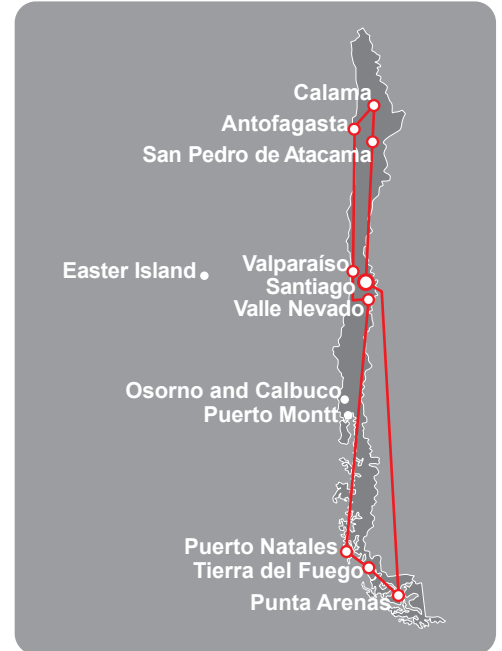 Calama
Antofagasta
San Pedro de Atacama
Easter Island
Valparaíso
Santiago
Valle Nevado
Osorno and Calbuco
Puerto Montt
Puerto Natales
Tierra del Fuego
Punta Arenas